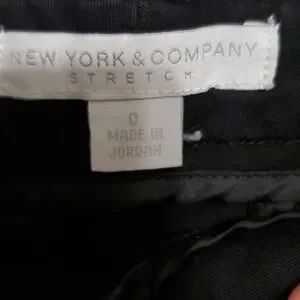 NEW YORK & COMPANY
STRETCH
0
MADE IN
JORDAN